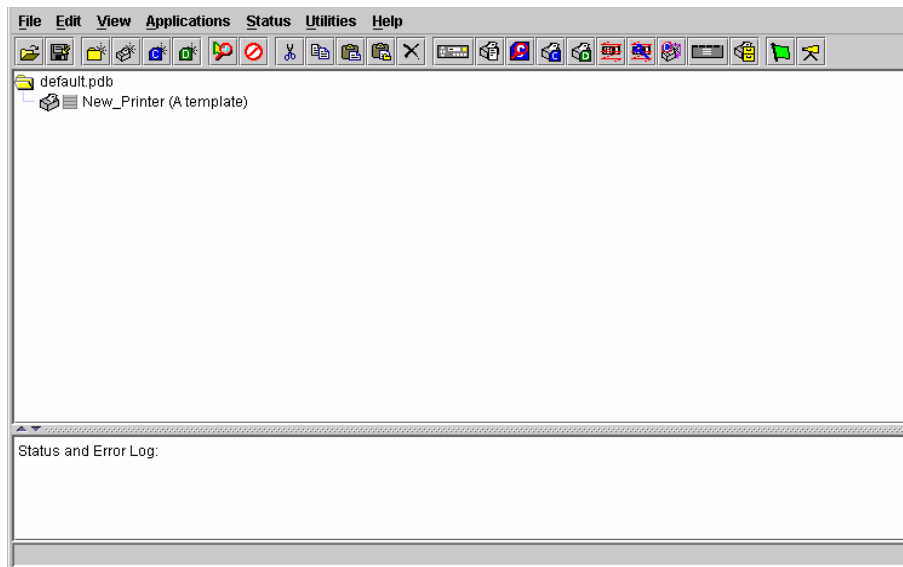 File Edit View Applications Status Utilities Help
default.pdb
New_Printer (A template)
Status and Error Log: